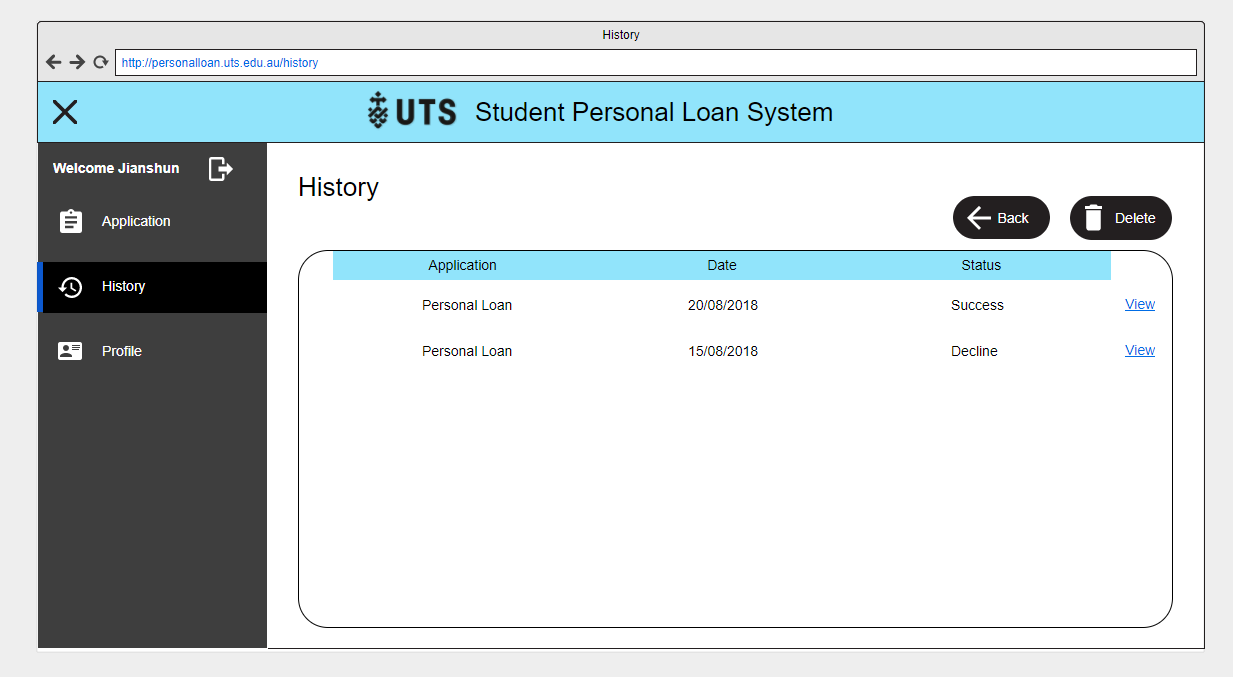 History
http://personalloan.uts.edu.au/history
UTS Student Personal Loan System
Welcome Jianshun
Application
History
Profile
History
Back
Delete
Application Date Status
Personal Loan 20/08/2018 Success View
Personal Loan 15/08/2018 Decline View